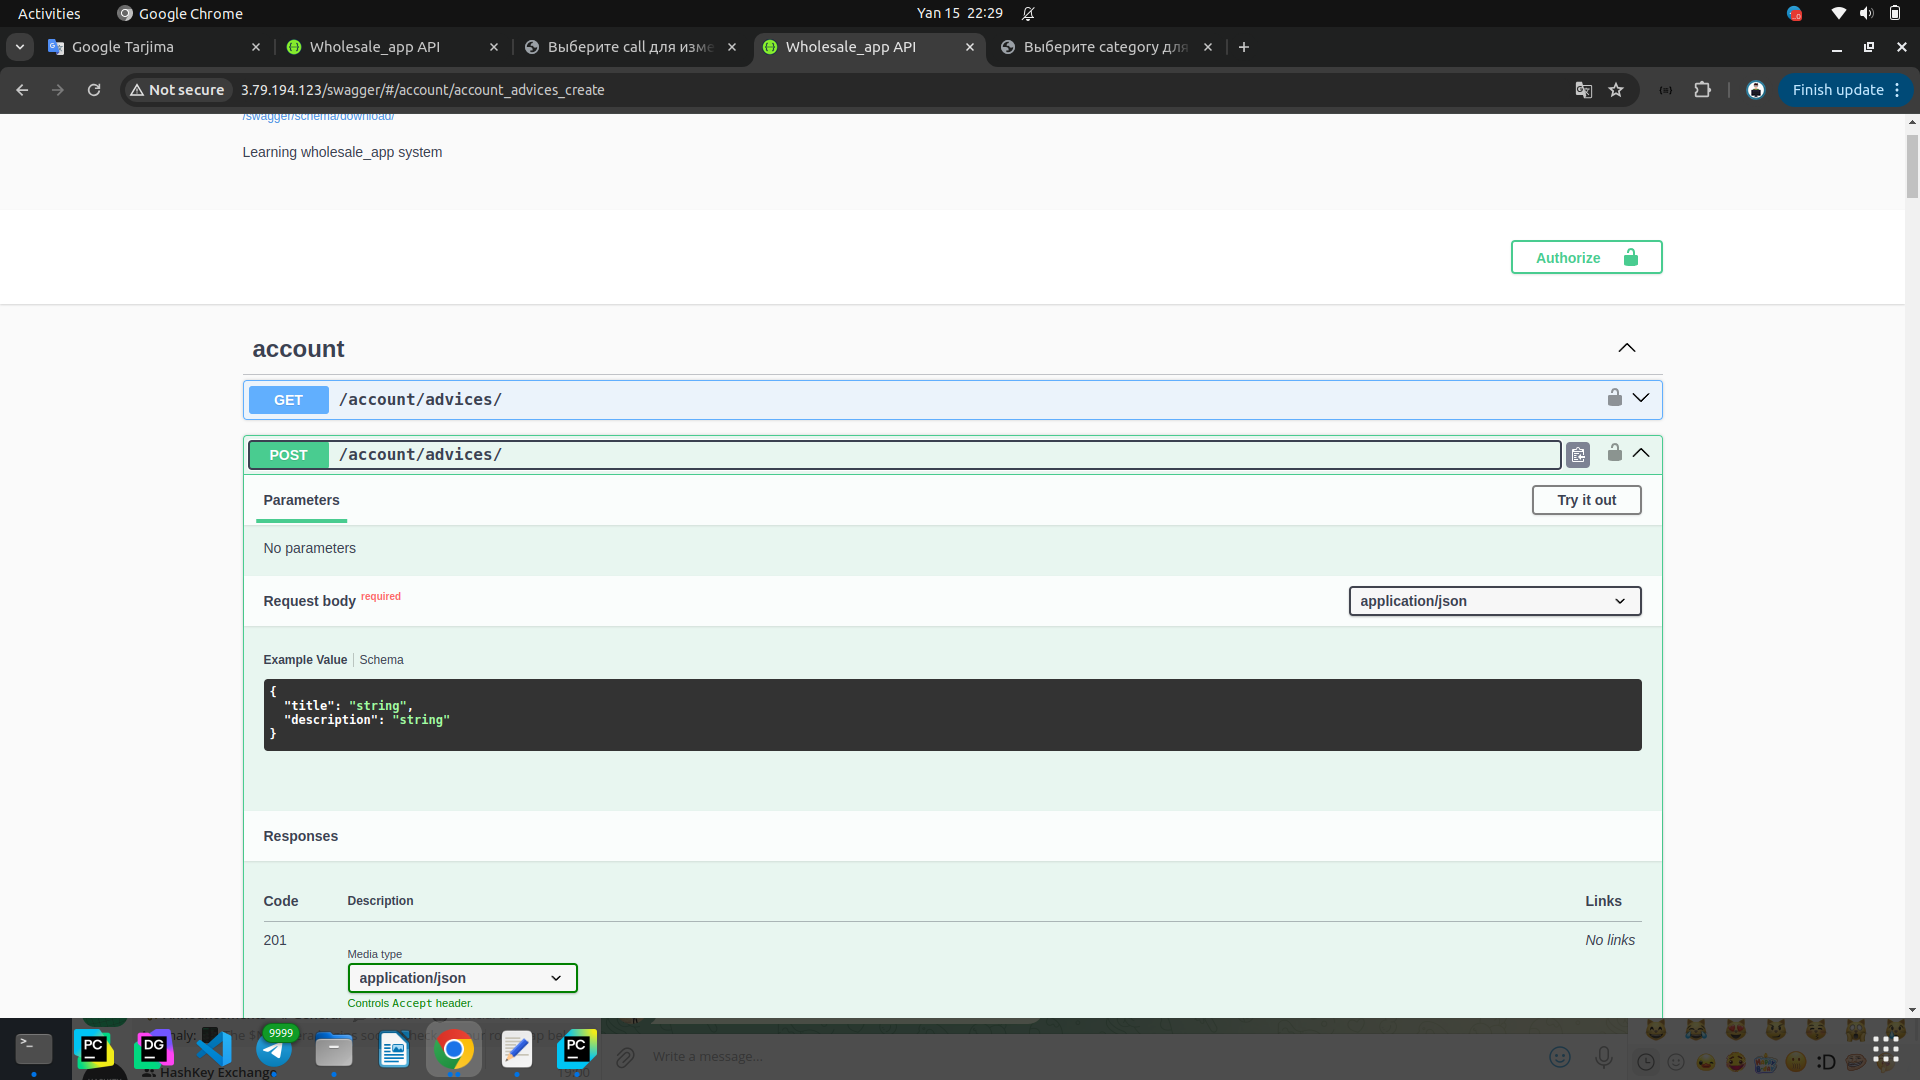 Activities
Google Chrome
Yan 15 22:29
Google Tarjima
Wholesale_app API
Выберите call для изме
Wholesale_app API
Выберите category для
Not secure
3.79.194.123/swagger/#/account/account_advices_create
Finish update
/swagger/schema/download/
Learning wholesale_app system
Authorize
account
GET
/account/advices/
POST
/account/advices/
Parameters
Try it out
No parameters
Request body required
application/json
Example Value
Schema
{
"title": "string",
"description": "string"
}
Responses
Code
Description
Links
201
No links
Media type
application/json
Controls Accept header.
9999
PC
DG
PC
Write a message...
HashKey Exchange